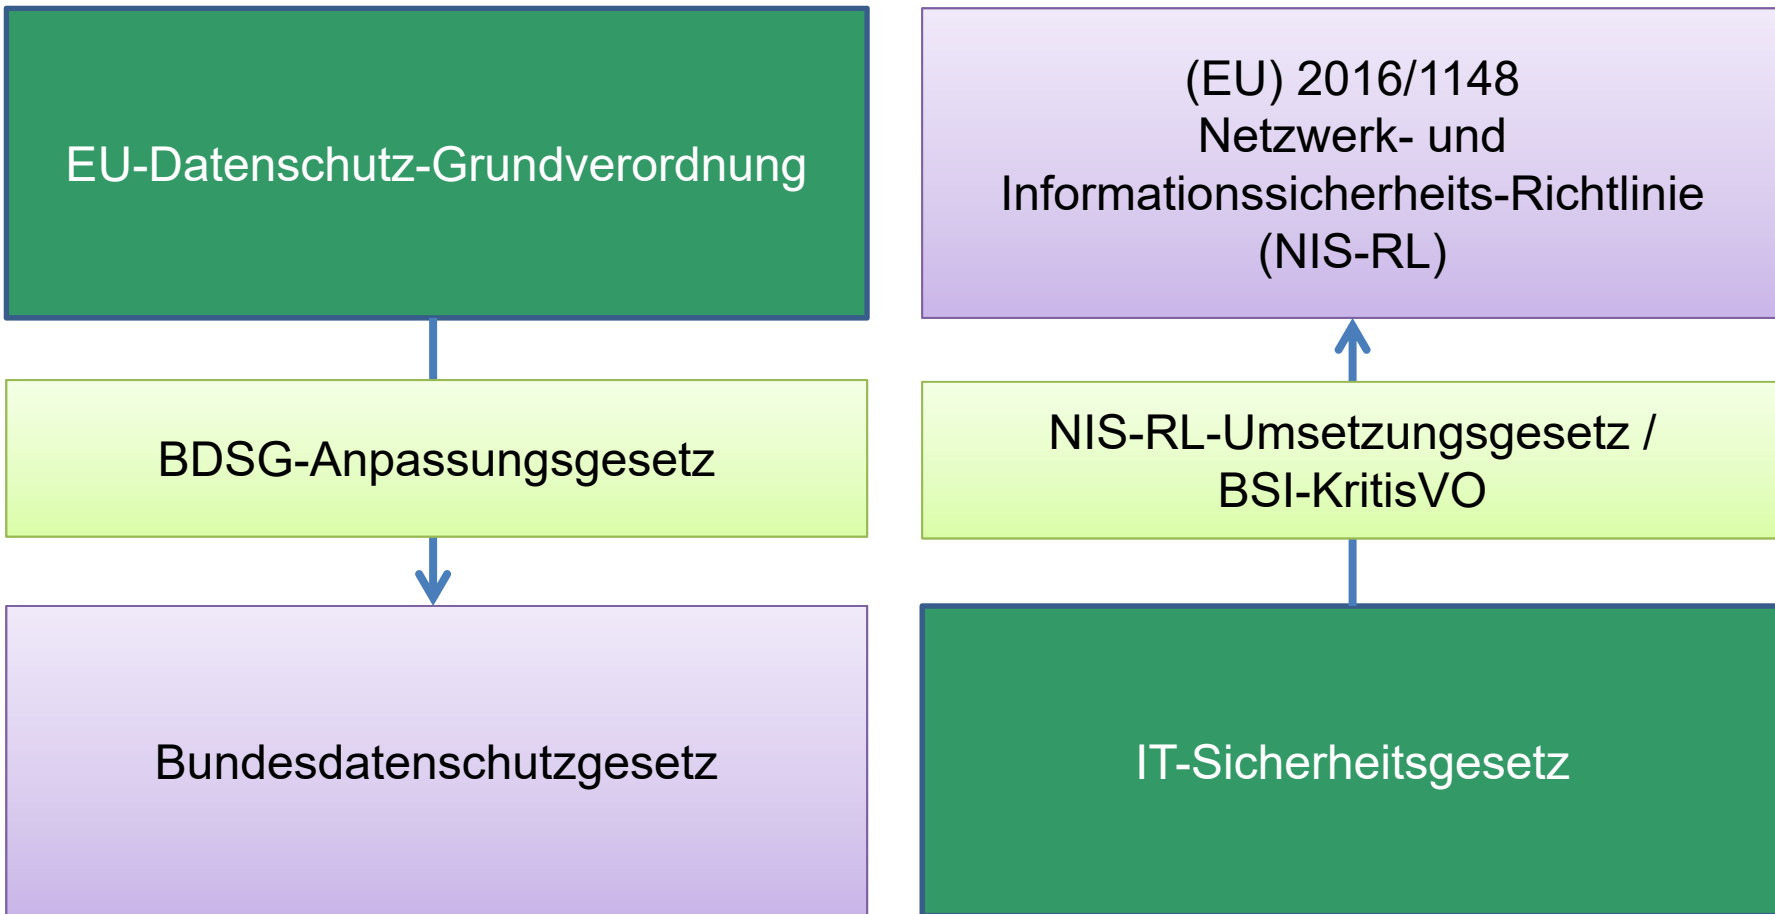 EU-Datenschutz-Grundverordnung
BDSG-Anpassungsgesetz
Bundesdatenschutzgesetz
(EU) 2016/1148
Netzwerk- und
Informationssicherheits-Richtlinie
(NIS-RL)
NIS-RL-Umsetzungsgesetz /
BSI-KritisVO
IT-Sicherheitsgesetz